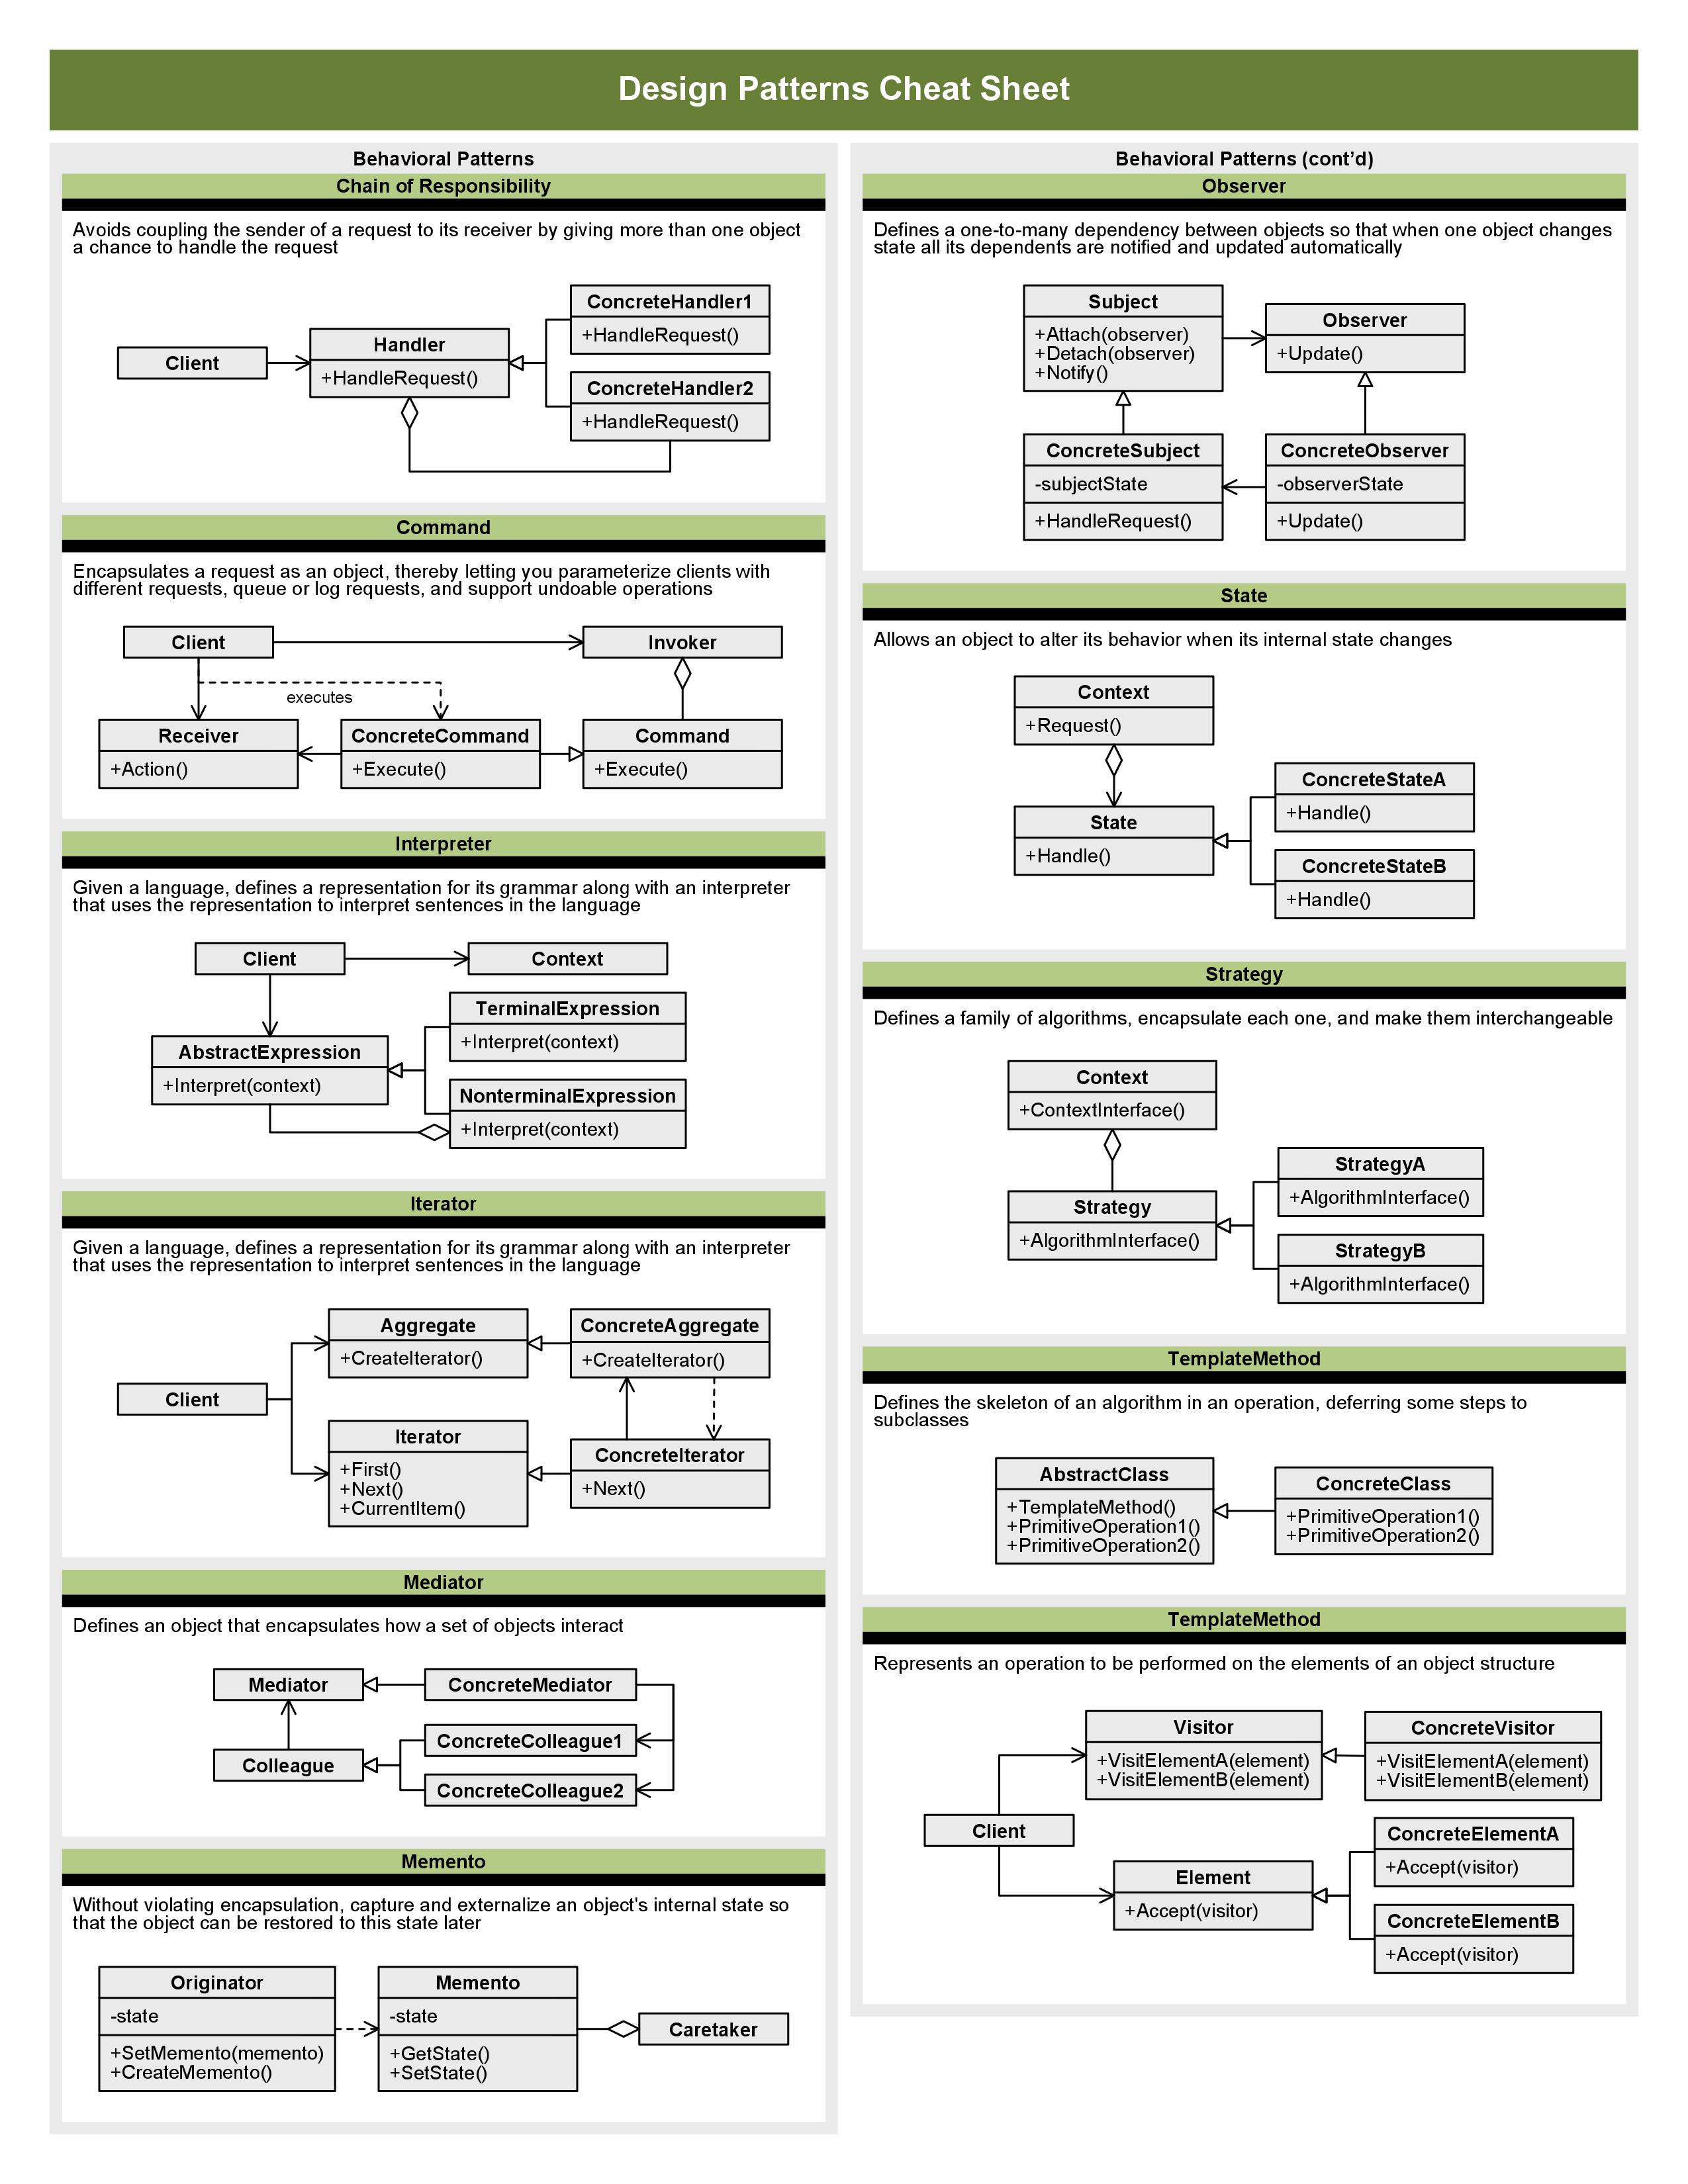 Design Patterns Cheat Sheet
Behavioral Patterns
Chain of Responsibility
Avoids coupling the sender of a request to its receiver by giving more than one object
a chance to handle the request
Client
Handler
+HandleRequest()
ConcreteHandler1
+HandleRequest()
ConcreteHandler2
+HandleRequest()
Command
Encapsulates a request as an object, thereby letting you parameterize clients with
different requests, queue or log requests, and support undoable operations
Client
Invoker
executes
Receiver
+Action()
ConcreteCommand
+Execute()
Command
+Execute()
Interpreter
Given a language, defines a representation for its grammar along with an interpreter
that uses the representation to interpret sentences in the language
Client
Context
TerminalExpression
+Interpret(context)
AbstractExpression
+Interpret(context)
NonterminalExpression
+Interpret(context)
Iterator
Given a language, defines a representation for its grammar along with an interpreter
that uses the representation to interpret sentences in the language
Aggregate
+CreateIterator()
ConcreteAggregate
+CreateIterator()
Client
Iterator
+First()
+Next()
+CurrentItem()
ConcreteIterator
+Next()
Mediator
Defines an object that encapsulates how a set of objects interact
Mediator
ConcreteMediator
Colleague
ConcreteColleague1
ConcreteColleague2
Memento
Without violating encapsulation, capture and externalize an object's internal state so
that the object can be restored to this state later
Originator
-state
+SetMemento(memento)
+CreateMemento()
Memento
-state
+GetState()
+SetState()
Caretaker
Behavioral Patterns (cont’d)
Observer
Defines a one-to-many dependency between objects so that when one object changes
state all its dependents are notified and updated automatically
Subject
+Attach(observer)
+Detach(observer)
+Notify()
Observer
+Update()
ConcreteSubject
-subjectState
+HandleRequest()
ConcreteObserver
-observerState
+Update()
State
Allows an object to alter its behavior when its internal state changes
Context
+Request()
State
+Handle()
ConcreteStateA
+Handle()
ConcreteStateB
+Handle()
Strategy
Defines a family of algorithms, encapsulate each one, and make them interchangeable
Context
+ContextInterface()
Strategy
+AlgorithmInterface()
StrategyA
+AlgorithmInterface()
StrategyB
+AlgorithmInterface()
TemplateMethod
Defines the skeleton of an algorithm in an operation, deferring some steps to
subclasses
AbstractClass
+TemplateMethod()
+PrimitiveOperation1()
+PrimitiveOperation2()
ConcreteClass
+PrimitiveOperation1()
+PrimitiveOperation2()
TemplateMethod
Represents an operation to be performed on the elements of an object structure
Visitor
+VisitElementA(element)
+VisitElementB(element)
ConcreteVisitor
+VisitElementA(element)
+VisitElementB(element)
Client
Element
+Accept(visitor)
ConcreteElementA
+Accept(visitor)
ConcreteElementB
+Accept(visitor)